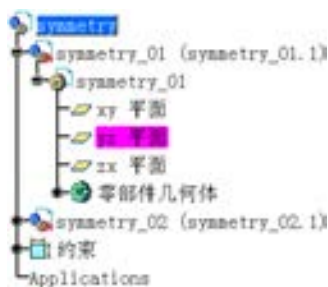 symmetry
symmetry_01 (symmetry_01.1)
symmetry_01
xy 平面
yz 平面
zx 平面
零部件几何体
symmetry_02 (symmetry_02.1)
约束
Applications